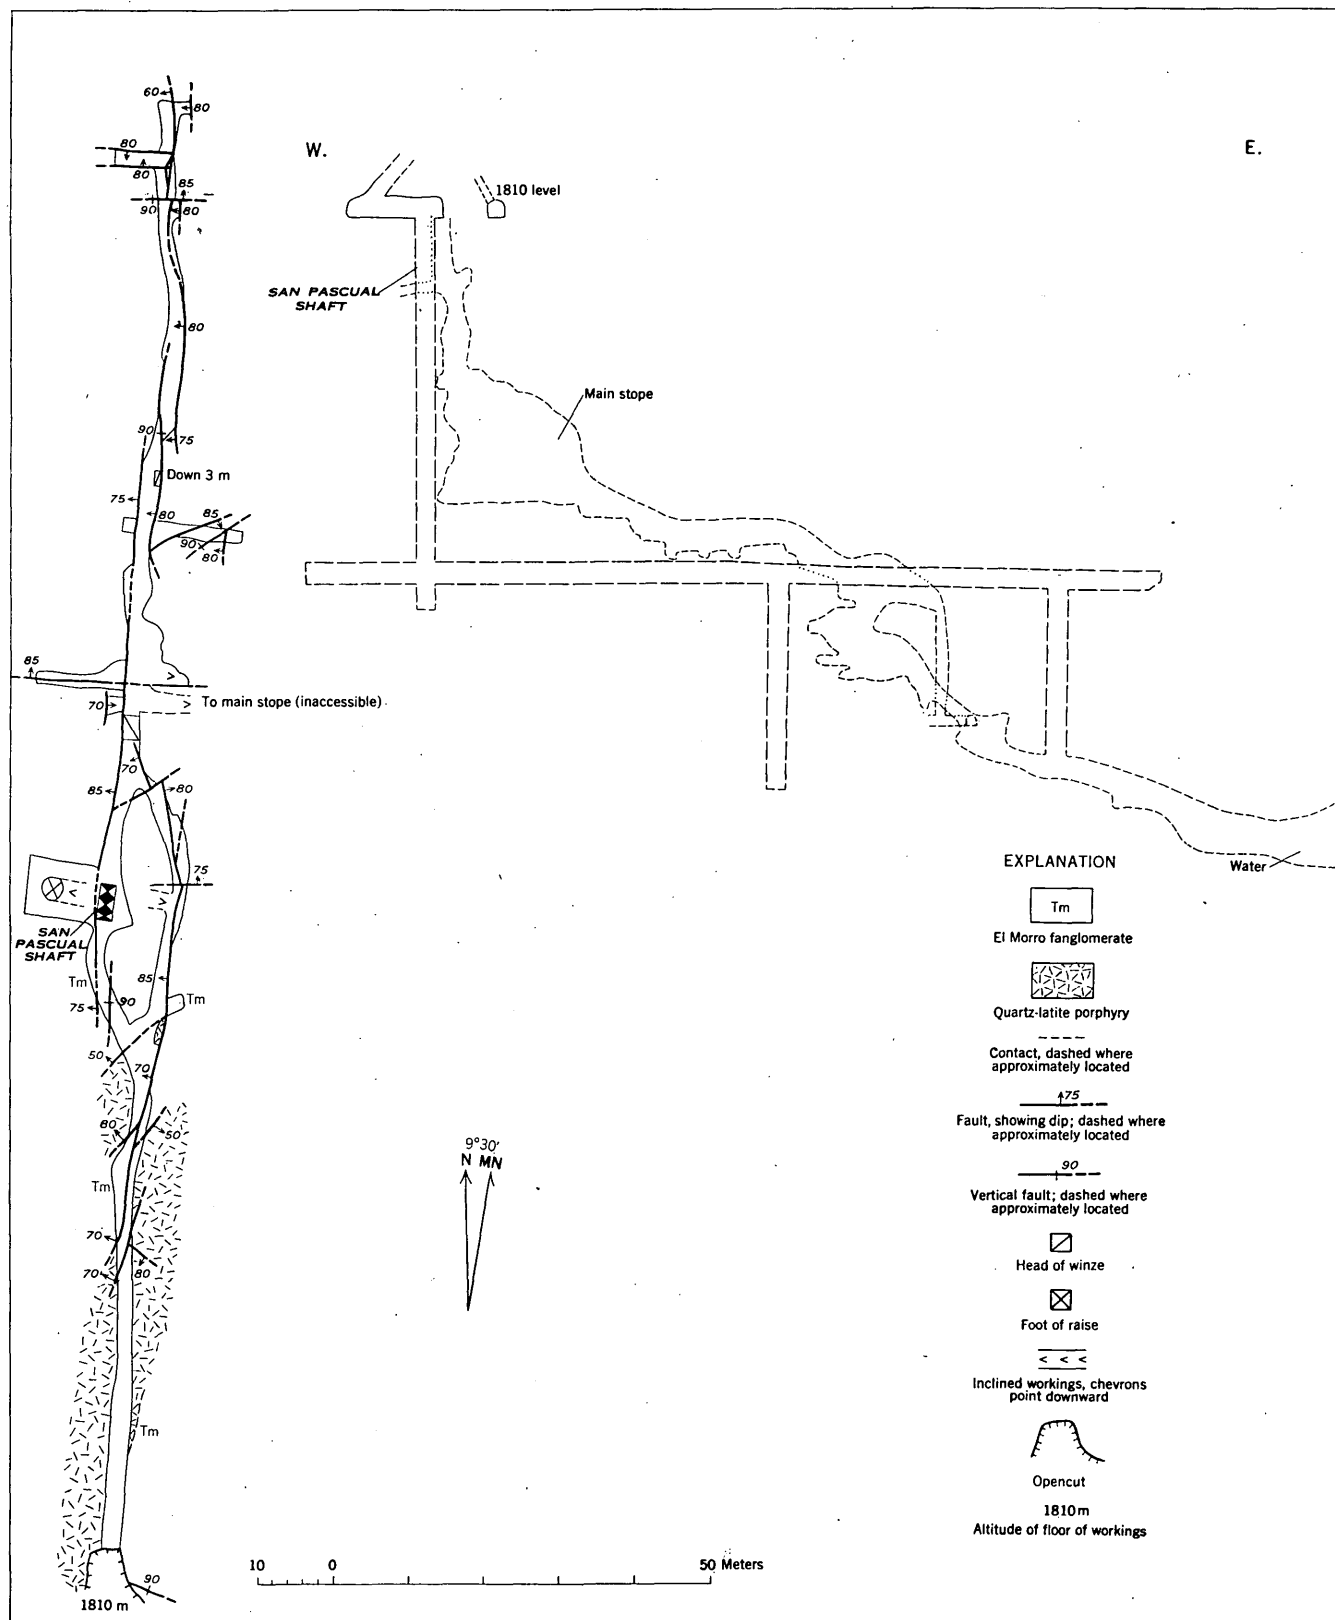 60
80
80
80
85
90
80
W.
E.
1810 level
SAN PASCUAL
SHAFT
80
Main stope
90
75
Down 3 m
75
80
85
90
80
85
70
To main stope (inaccessible)
70
85
80
75
SAN
PASCUAL
SHAFT
Tm
85
90
75
Tm
50
70
80
50
Tm
70
70
80
Tm
90
1810 m
Water
9°30'
N MN
10 0 50 Meters
EXPLANATION
Tm
El Morro fanglomerate
Quartz-latite porphyry
Contact, dashed where
approximately located
75
Fault, showing dip; dashed where
approximately located
90
Vertical fault; dashed where
approximately located
Head of winze
Foot of raise
Inclined workings, chevrons
point downward
Opencut
1810 m
Altitude of floor of workings